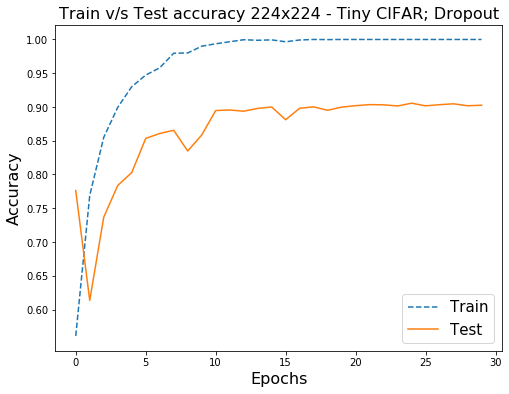 Train v/s Test accuracy 224x224 - Tiny CIFAR; Dropout
1.00
0.95
0.90
0.85
0.80
0.75
0.70
0.65
0.60
Accuracy
Train
Test
0 5 10 15 20 25 30
Epochs